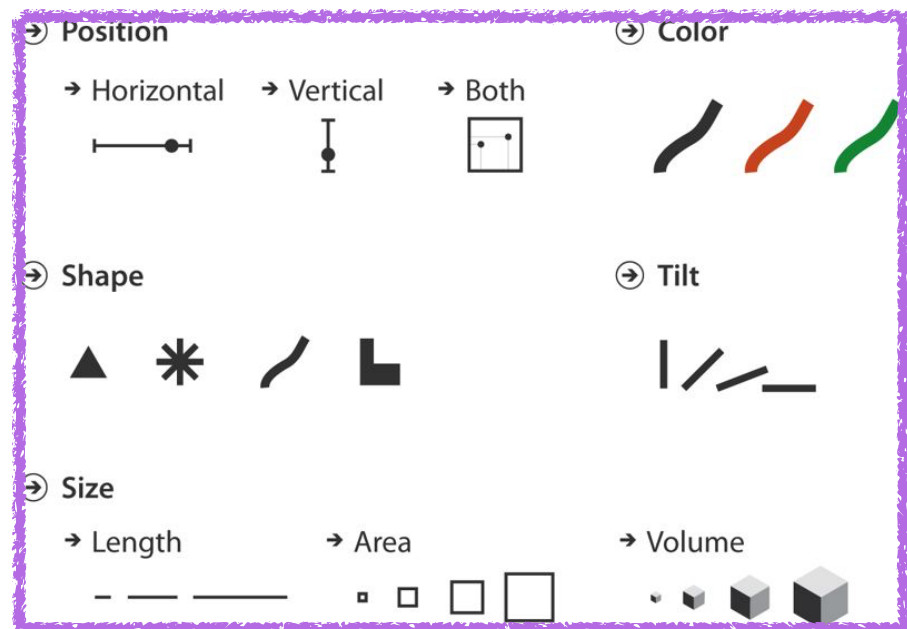 Position
Color
Horizontal
Vertical
Both
Shape
Tilt
Size
Length
Area
Volume